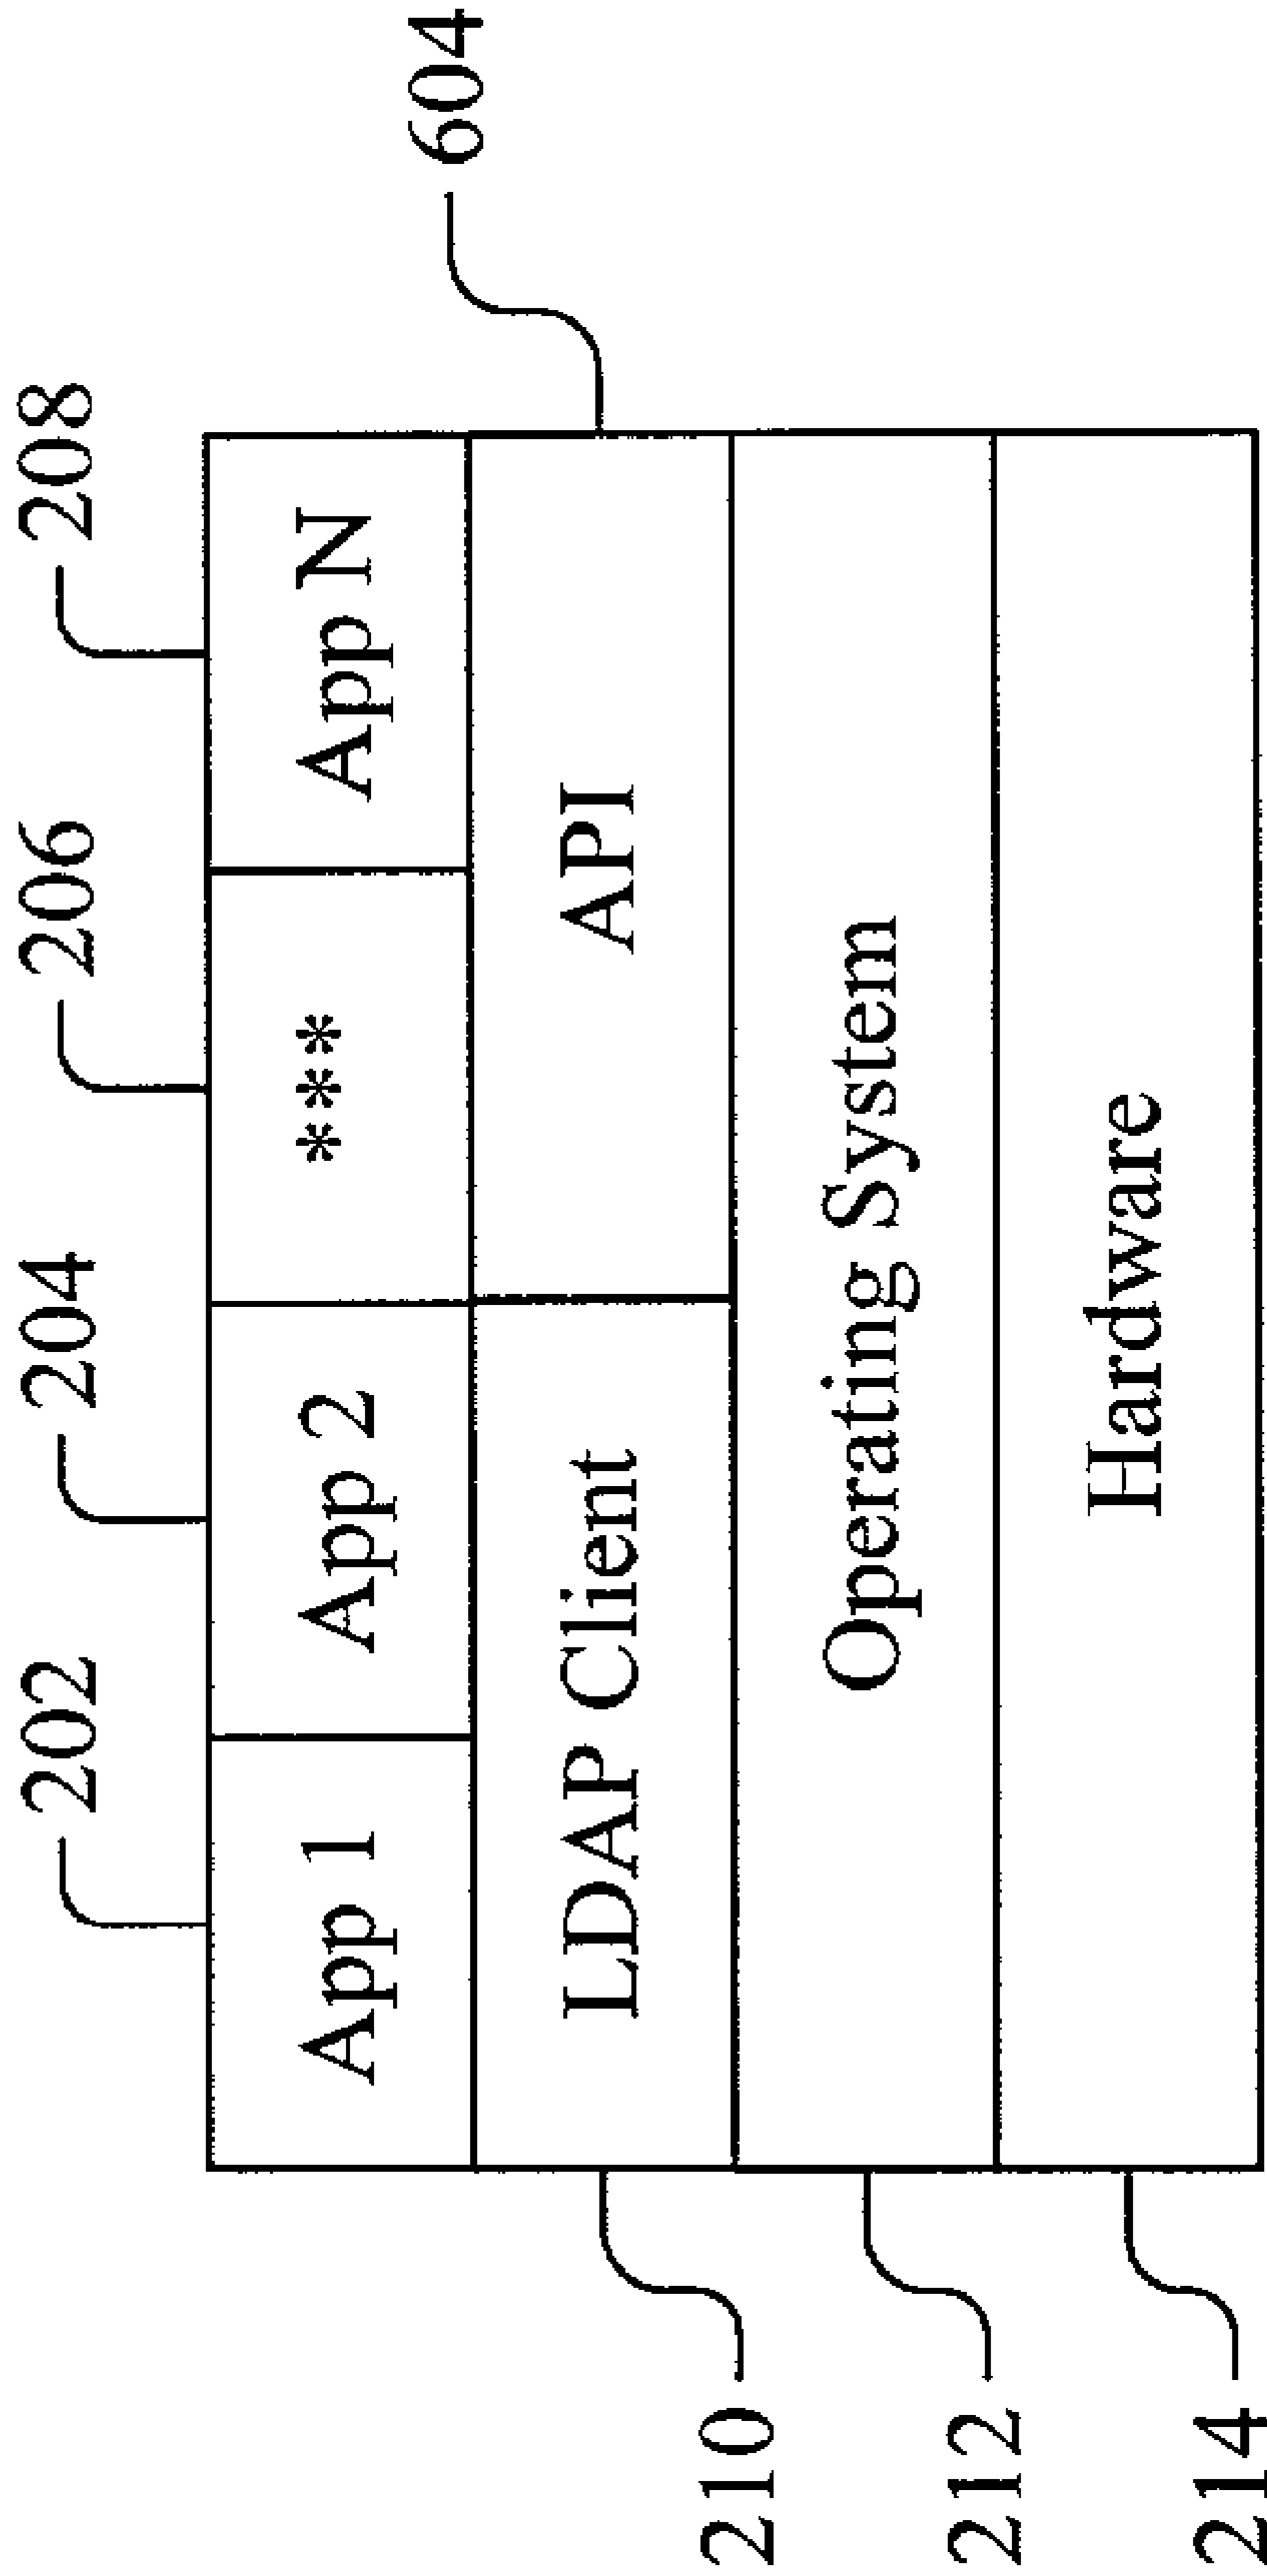 202
204
206
208
App 1
App 2
***
App N
LDAP Client
API
604
210
Operating System
212
Hardware
214